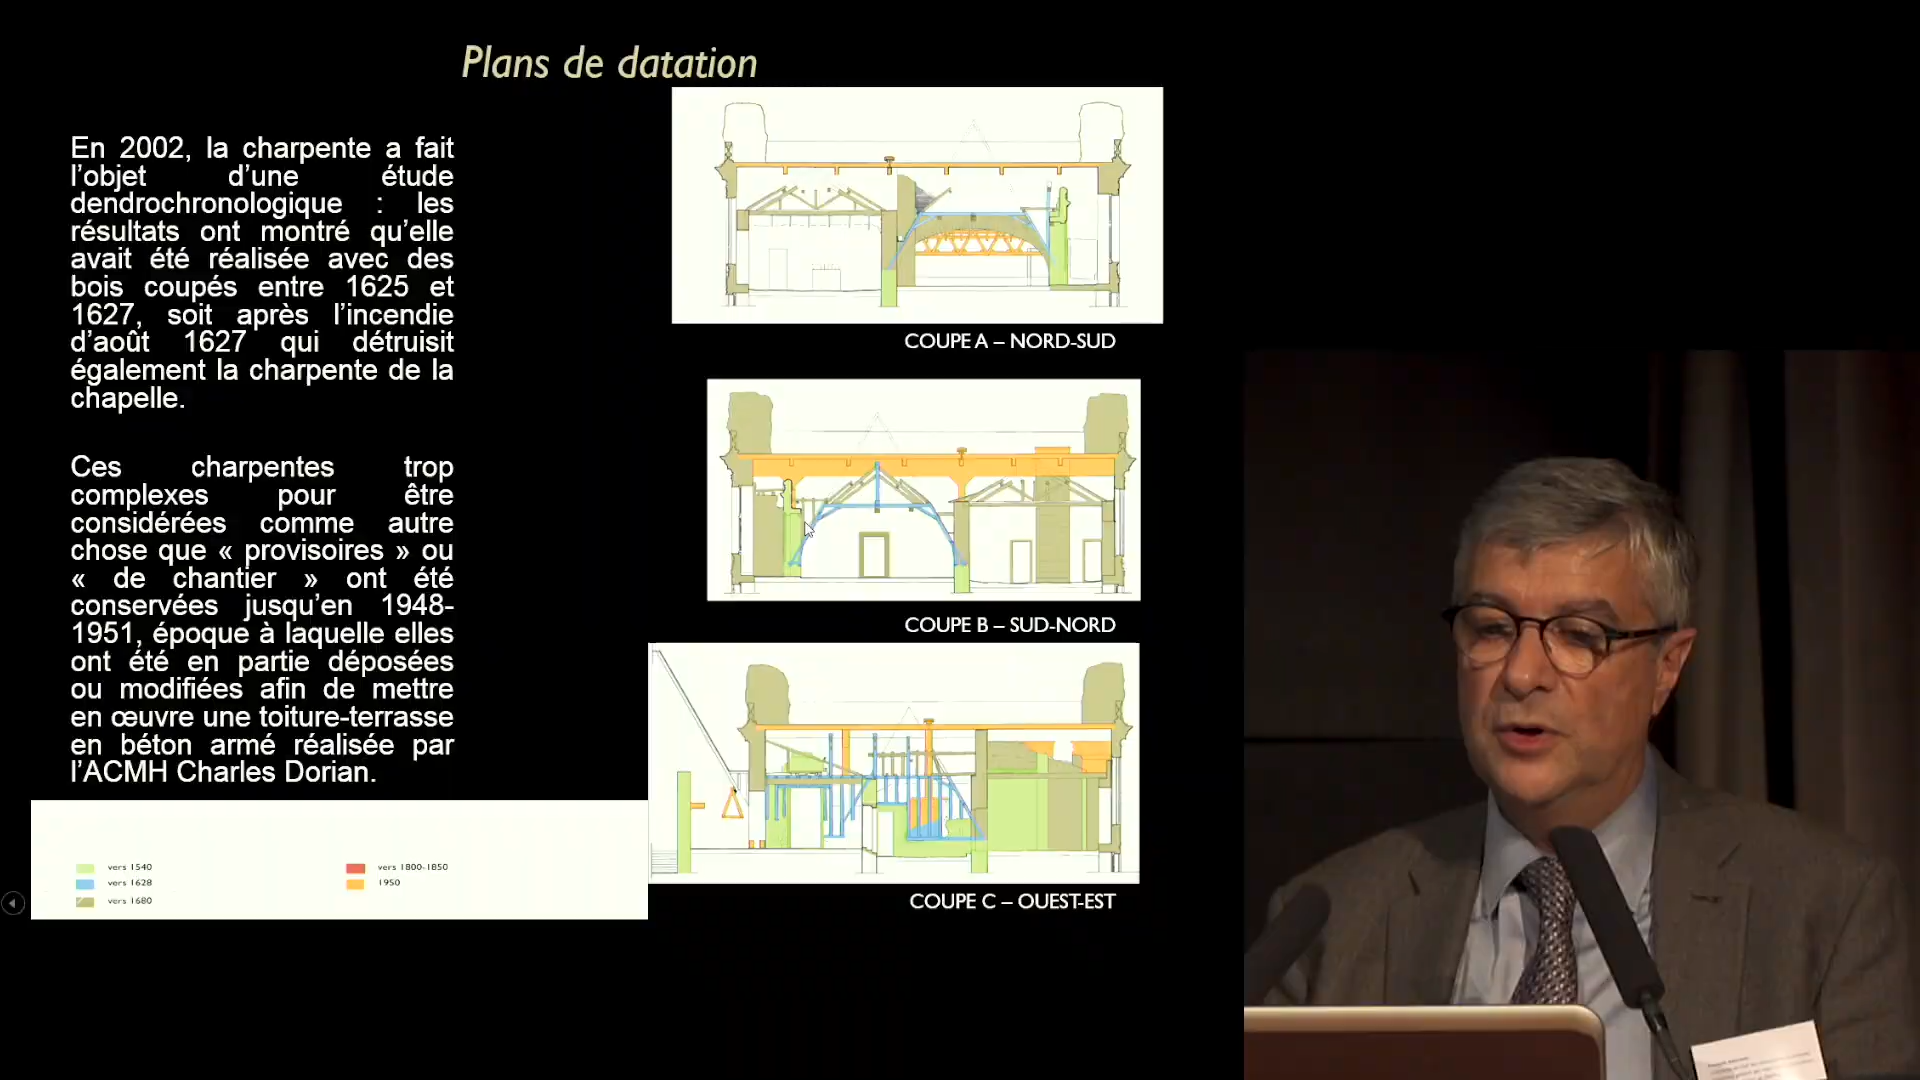 Plans de datation
En 2002, la charpente a fait
l’objet d’une étude
dendrochronologique : les
résultats ont montré qu’elle
avait été réalisée avec des
bois coupés entre 1625 et
1627, soit après l’incendie
d’août 1627 qui détruisit
également la charpente de la
chapelle.
Ces charpentes trop
complexes pour être
considérées comme autre
chose que « provisoires » ou
« de chantier » ont été
conservées jusqu’en 1948-
1951, époque à laquelle elles
ont été en partie déposées
ou modifiées afin de mettre
en œuvre une toiture-terrasse
en béton armé réalisée par
l’ACMH Charles Dorian.
COUPE A – NORD-SUD
COUPE B – SUD-NORD
COUPE C – OUEST-EST
vers 1540
vers 1628
vers 1680
vers 1800-1850
1950